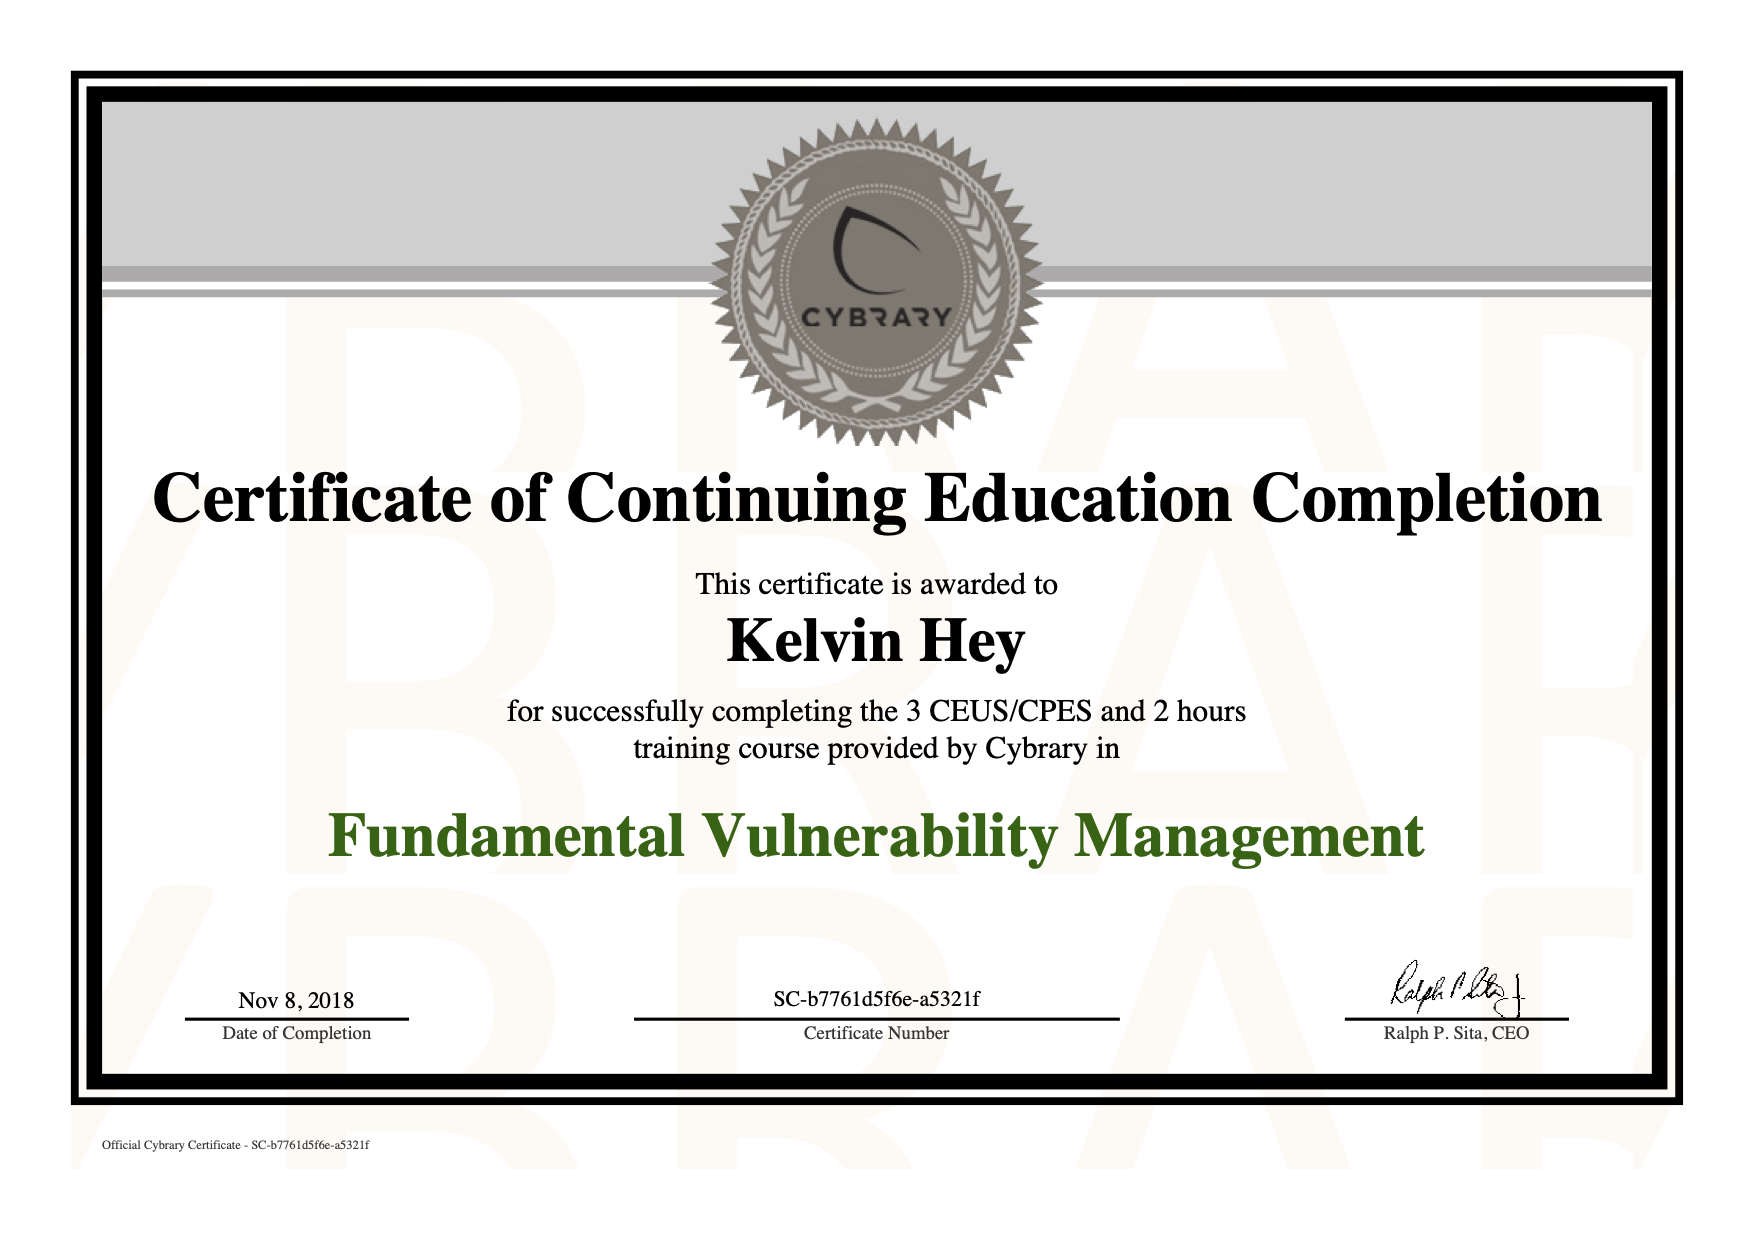 CYBRARY
Certificate of Continuing Education Completion
This certificate is awarded to
Kelvin Hey
for successfully completing the 3 CEUS/CPES and 2 hours
training course provided by Cybrary in
Fundamental Vulnerability Management
Nov 8, 2018
Date of Completion
SC-b7761d5f6e-a5321f
Certificate Number
Ralph P. Sita, CEO
Official Cybrary Certificate - SC-b7761d5f6e-a5321f